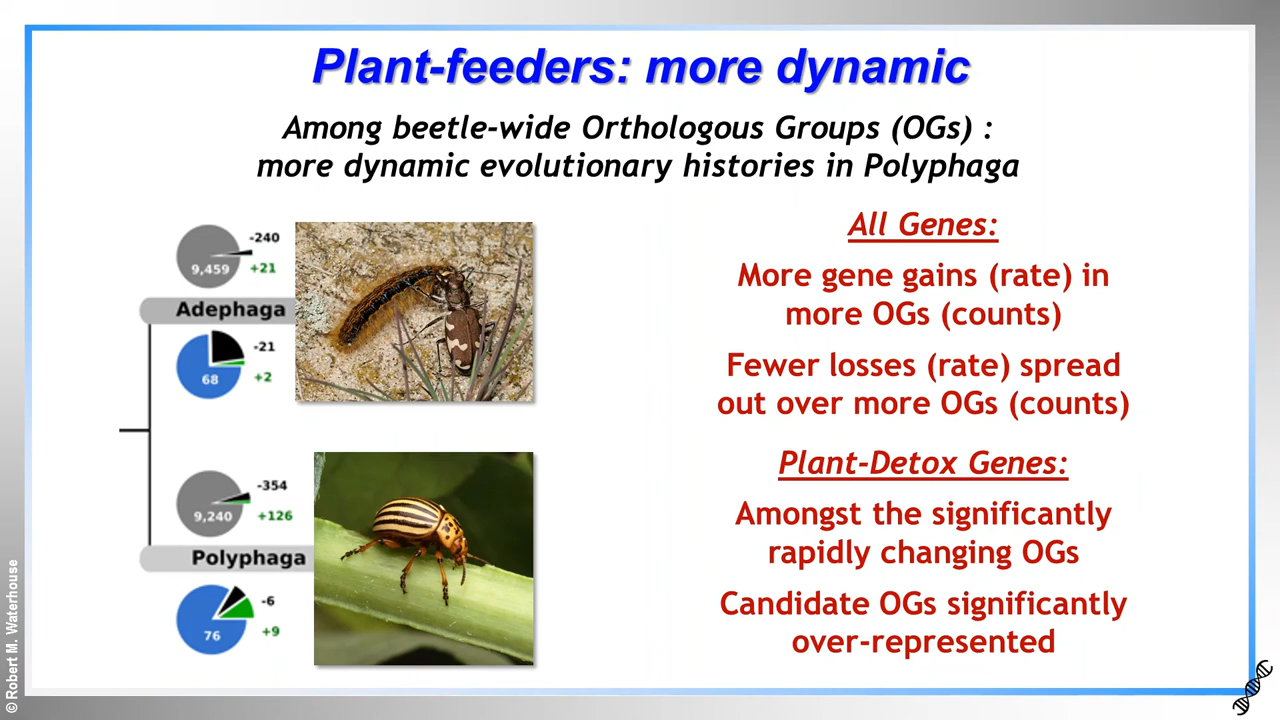 Plant-feeders: more dynamic
Among beetle-wide Orthologous Groups (OGs) :
more dynamic evolutionary histories in Polyphaga
-240
9,459
+21
Adephaga
-21
68
+2
-354
9,240
+126
Polyphaga
-6
76
+9
All Genes:
More gene gains (rate) in
more OGs (counts)
Fewer losses (rate) spread
out over more OGs (counts)
Plant-Detox Genes:
Amongst the significantly
rapidly changing OGs
Candidate OGs significantly
over-represented
© Robert M. Waterhouse